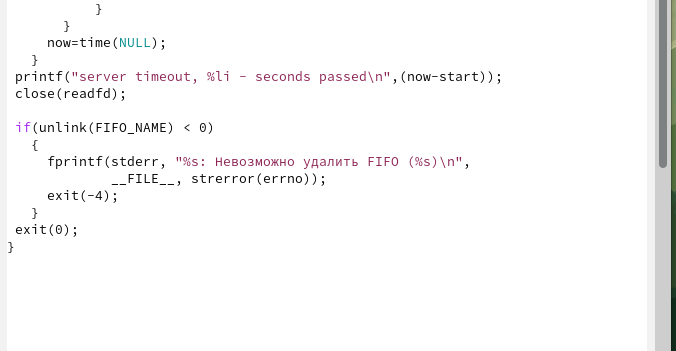 }
}
now=time(NULL);
}
printf("server timeout, %li - seconds passed\n",(now-start));
close(readfd);
if(unlink(FIFO_NAME) < 0)
{
fprintf(stderr, "%s: Невозможно удалить FIFO (%s)\n",
__FILE__, strerror(errno));
exit(-4);
}
exit(0);
}